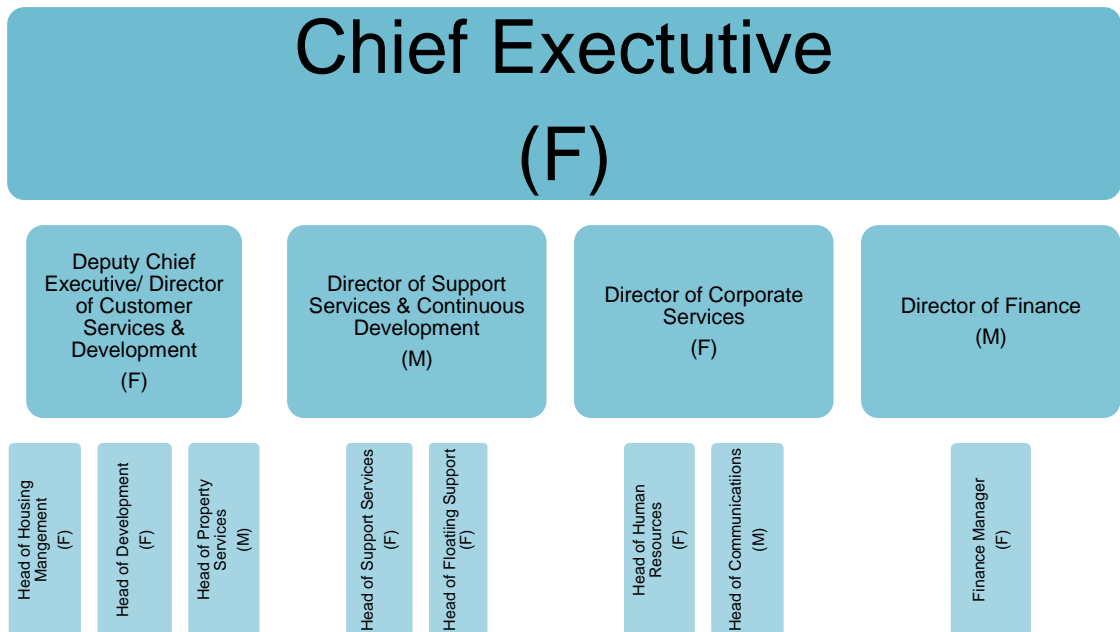 Chief Exectutive
(F)
Deputy Chief
Executive/ Director
of Customer
Services &
Development
(F)
Director of Support
Services & Continuous
Development
(M)
Director of Corporate
Services
(F)
Director of Finance
(M)
Head of Housing
Mangement
(F)
Head of Development
(F)
Head of Property
Services
(M)
Head of Support Services
(F)
Head of Floatiing Support
(F)
Head of Human
Resources
(F)
Head of Communicatiions
(M)
Finance Manager
(F)